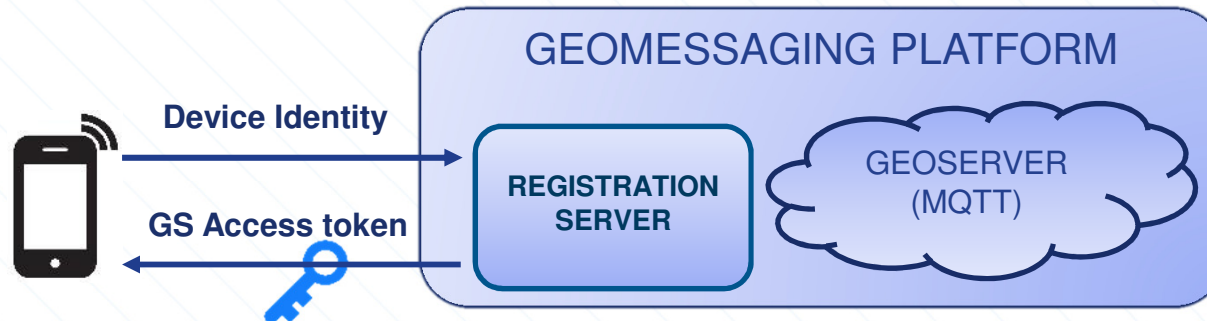 GEOMESSAGING PLATFORM
Device Identity
REGISTRATION
SERVER
GEOSERVER
(MQTT)
GS Access token